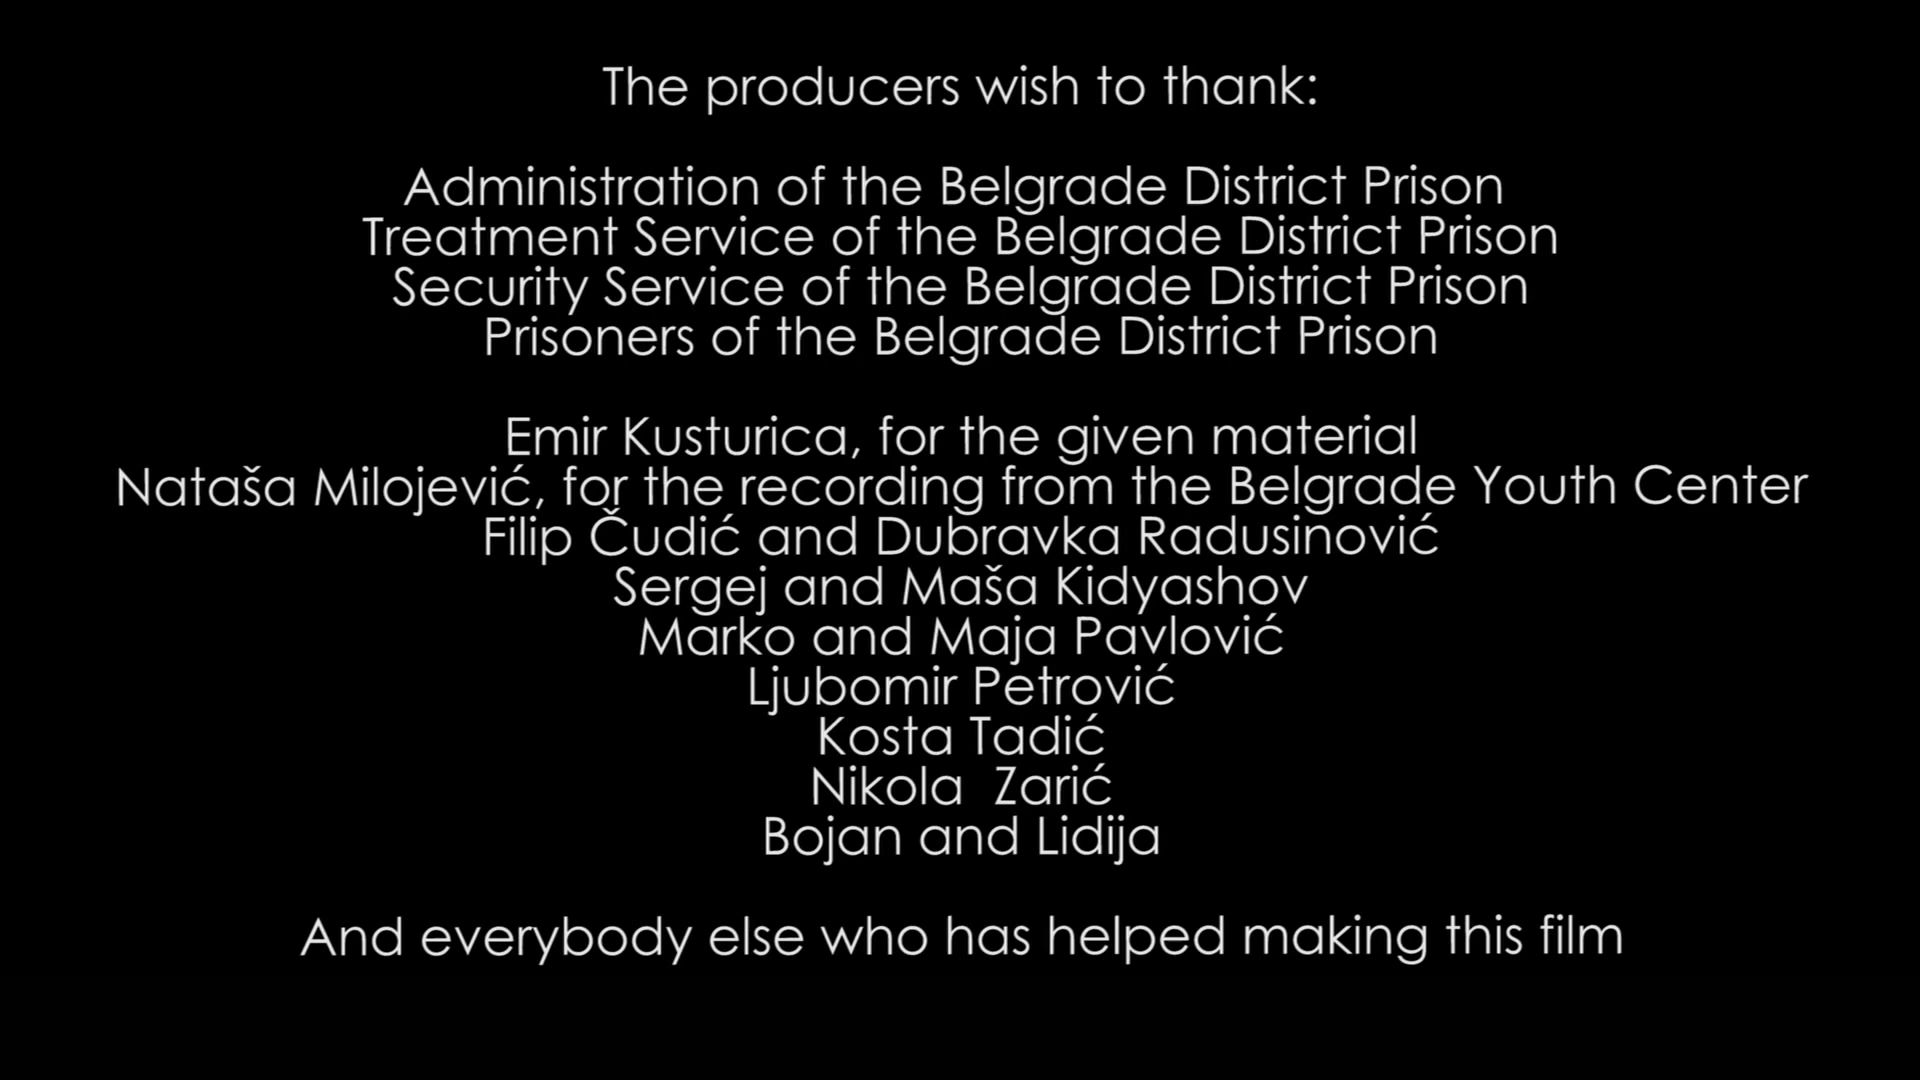 The producers wish to thank:
Administration of the Belgrade District Prison
Treatment Service of the Belgrade District Prison
Security Service of the Belgrade District Prison
Prisoners of the Belgrade District Prison
Emir Kusturica, for the given material
Nataša Milojević, for the recording from the Belgrade Youth Center
Filip Čudić and Dubravka Radusinović
Sergej and Maša Kidyashov
Marko and Maja Pavlović
Ljubomir Petrović
Kosta Tadić
Nikola  Zarić
Bojan and Lidija
And everybody else who has helped making this film